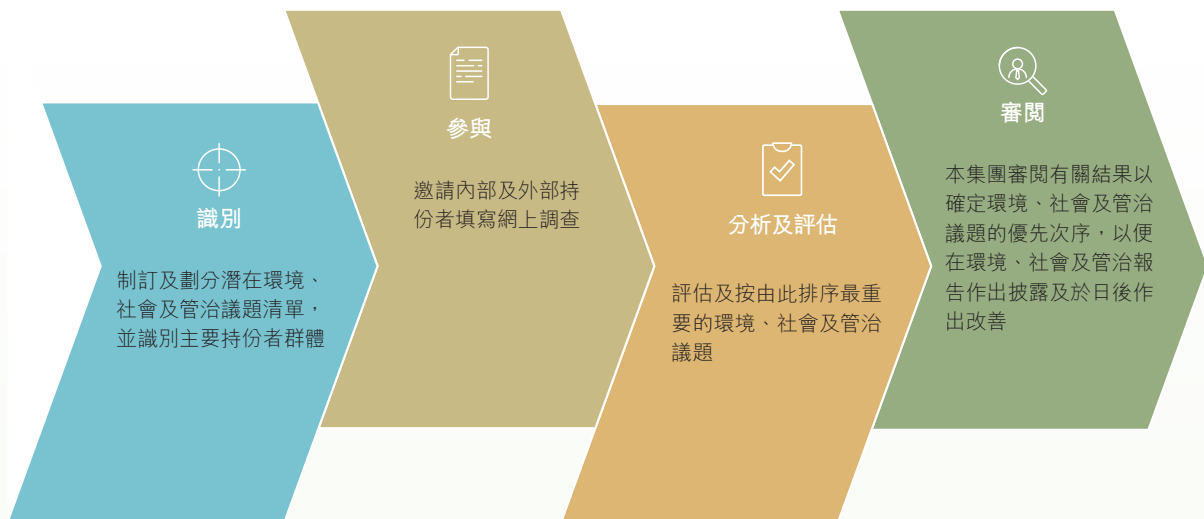 識別
制訂及劃分潛在環境、
社會及管治議題清單，
並識別主要持份者群體
參與
邀請內部及外部持
份者填寫網上調查
分析及評估
評估及按由此排序最重
要的環境、社會及管治
議題
審閱
本集團審閱有關結果以
確定環境、社會及管治
議題的優先次序，以便
在環境、社會及管治報
告作出披露及於日後作
出改善